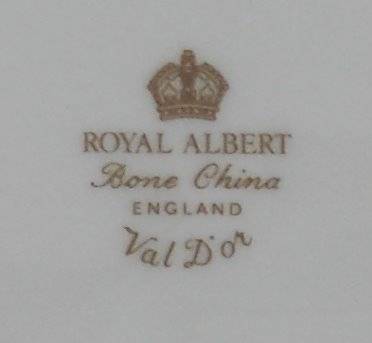 ROYAL ALBERT
Bone China
ENGLAND
Val D'or